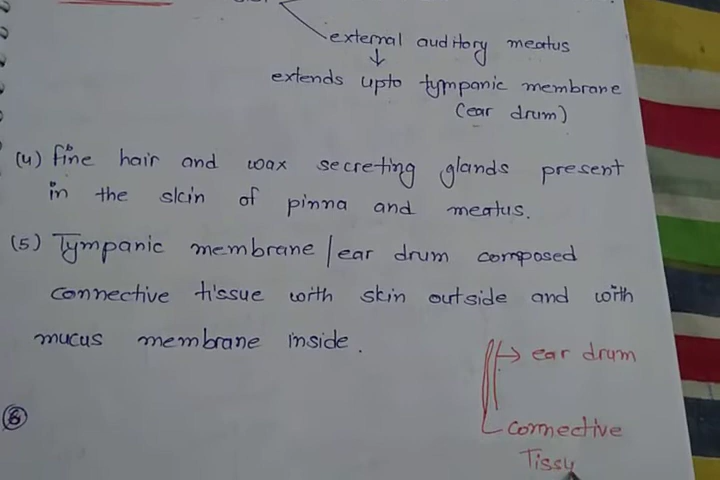 external auditory meatus
↓
extends upto tympanic membrane
(ear drum)
(4) fine hair and wax secreting glands present
in the skin of pinna and meatus.
(5) Tympanic membrane/ear drum composed
connective tissue with skin outside and with
mucus membrane inside.
→ ear drum
(6)
connective
Tissu